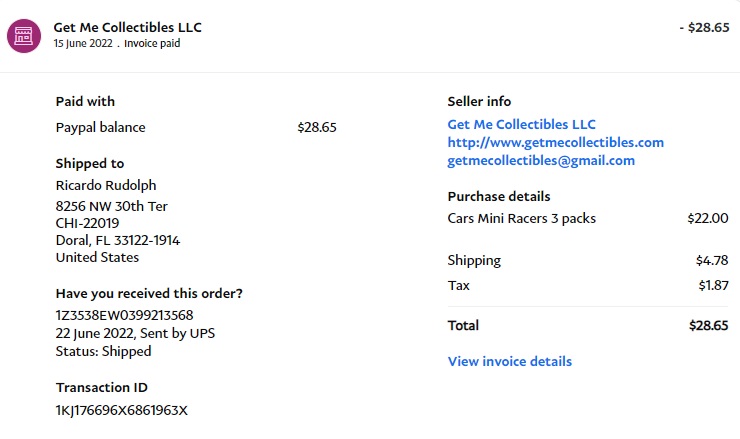 Get Me Collectibles LLC
- $28.65
15 June 2022 . Invoice paid
Paid with
Paypal balance $28.65
Shipped to
Ricardo Rudolph
8256 NW 30th Ter
CHI-22019
Doral, FL 33122-1914
United States
Have you received this order?
1Z3538EW0399213568
22 June 2022, Sent by UPS
Status: Shipped
Transaction ID
1KJ176696X6861963X
Seller info
Get Me Collectibles LLC
http://www.getmecollectibles.com
getmecollectibles@gmail.com
Purchase details
Cars Mini Racers 3 packs $22.00
Shipping $4.78
Tax $1.87
Total $28.65
View invoice details